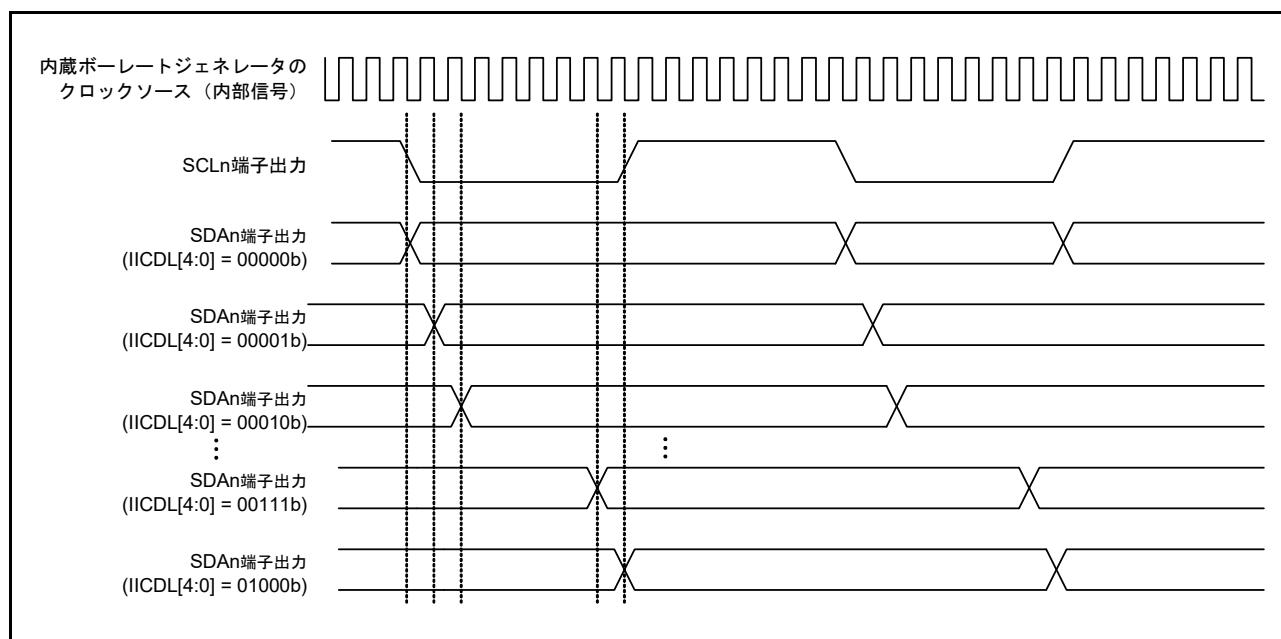 内蔵ボーレートジェネレータの
クロックソース（内部信号）
SCLn端子出力
SDAn端子出力
(IICDL[4:0] = 00000b)
SDAn端子出力
(IICDL[4:0] = 00001b)
SDAn端子出力
(IICDL[4:0] = 00010b)
SDAn端子出力
(IICDL[4:0] = 00111b)
SDAn端子出力
(IICDL[4:0] = 01000b)